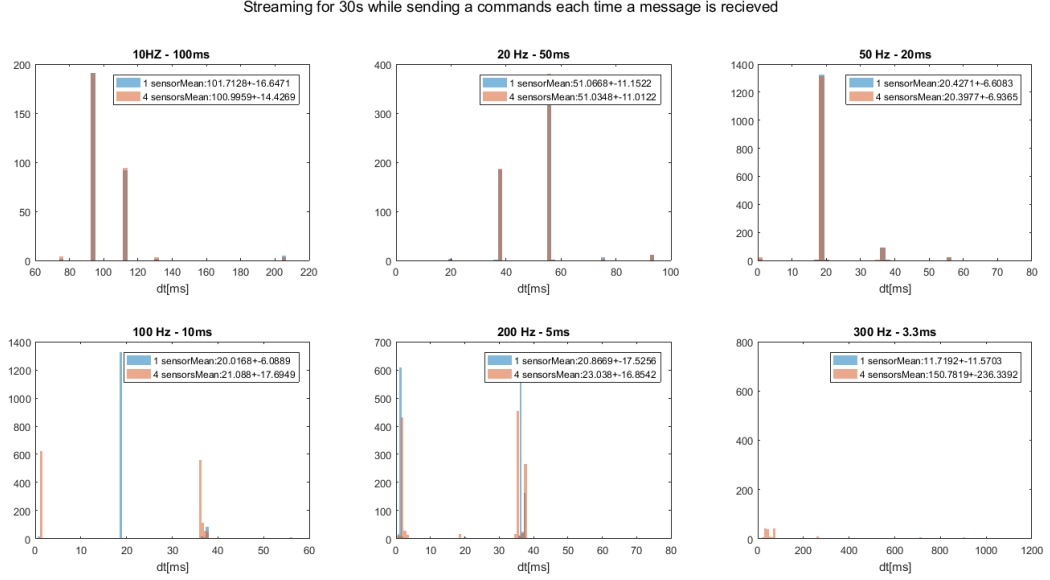 Streaming for 30s while sending a commands each time a message is recieved
10HZ - 100ms
200
150
100
50
0
1 sensorMean:101.7128+-16.6471
4 sensorsMean:100.9959+-14.4269
60 80 100 120 140 160 180 200 220
dt[ms]
20 Hz - 50ms
400
300
200
100
0
1 sensorMean:51.0668+-11.1522
4 sensorsMean:51.0348+-11.0122
0 20 40 60 80 100
dt[ms]
50 Hz - 20ms
1400
1200
1000
800
600
400
200
0
1 sensorMean:20.4271+-6.6083
4 sensorsMean:20.3977+-6.9365
0 10 20 30 40 50 60 70 80
dt[ms]
100 Hz - 10ms
1400
1200
1000
800
600
400
200
0
1 sensorMean:20.0168+-6.0889
4 sensorsMean:21.088+-17.6949
0 20 40 60
0 10 20 30 40 50 60
dt[ms]
200 Hz - 5ms
700
600
500
400
300
200
100
0
1 sensorMean:20.8669+-17.5256
4 sensorsMean:23.038+-16.8542
0 10 20 30 40 50 60 70 80
dt[ms]
300 Hz - 3.3ms
800
600
400
200
0
1 sensorMean:11.7192+-11.5703
4 sensorsMean:150.7819+-236.3392
0 200 400 600 800 1000 1200
dt[ms]